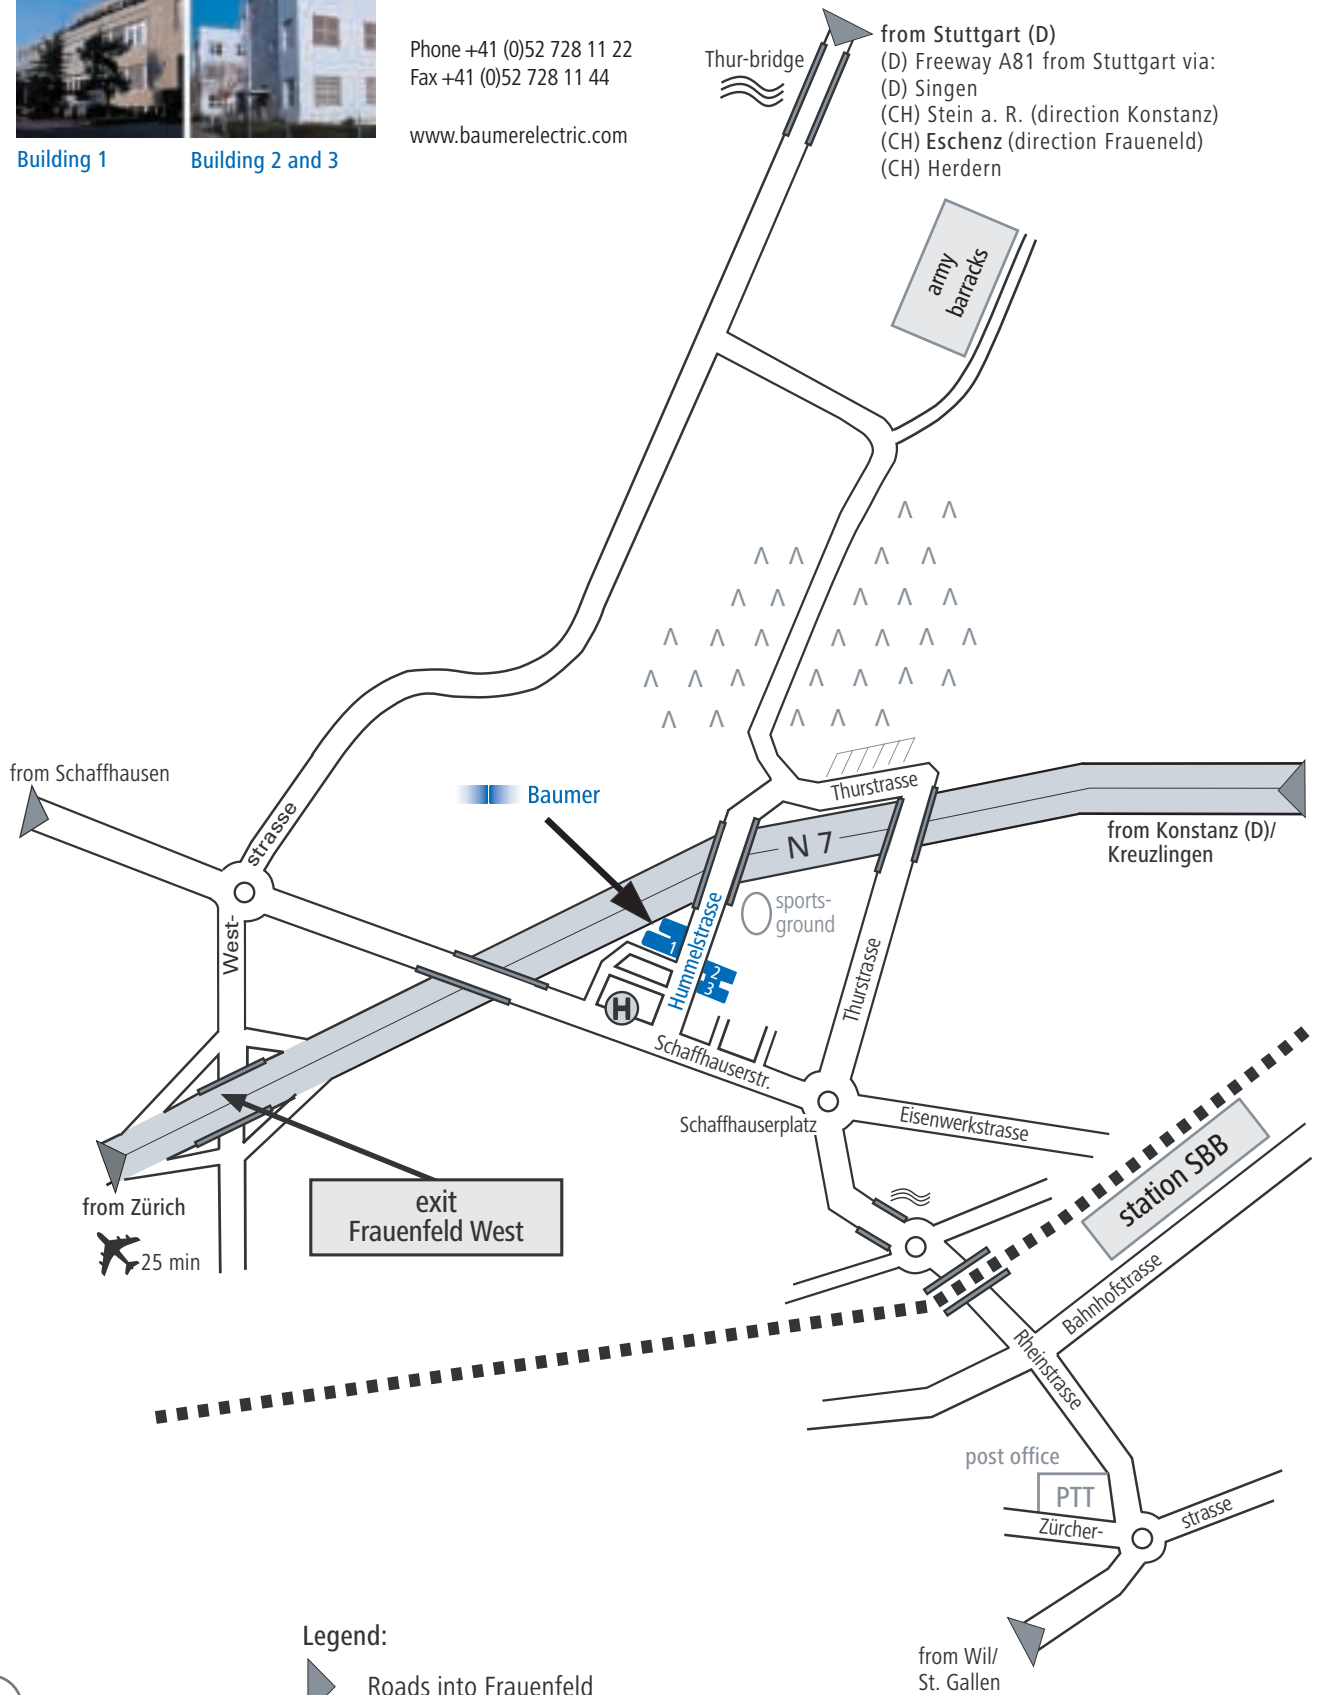 Building 1
Building 2 and 3
Phone +41 (0)52 728 11 22
Fax +41 (0)52 728 11 44
www.baumerelectric.com
Thur-bridge
from Stuttgart (D)
(D) Freeway A81 from Stuttgart via:
(D) Singen
(CH) Stein a. R. (direction Konstanz)
(CH) Eschenz (direction Fraueneld)
(CH) Herdern
army
barracks
from Schaffhausen
strasse
West-
Baumer
Thurstrasse
N 7
from Konstanz (D)/
Kreuzlingen
sports-
ground
Hummelstrasse
1
2
3
H
Thurstrasse
Schaffhauserstr.
Schaffhauserplatz
Eisenwerkstrasse
station SBB
from Zürich
25 min
exit
Frauenfeld West
Bahnhofstrasse
Rheinstrasse
post office
PTT
Zürcher-
strasse
from Wil/
St. Gallen
Legend:
Roads into Frauenfeld